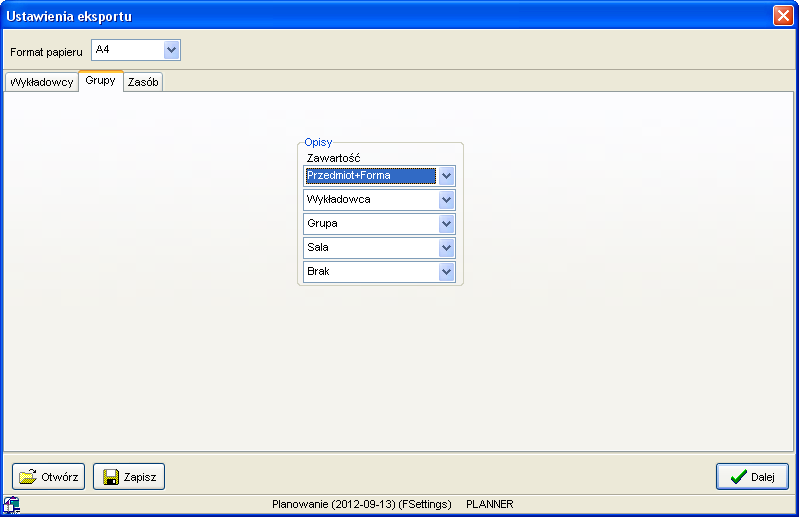 Ustawienia eksportu
Format papieru A4
Wykładowcy Grupy Zasób
Opisy
Zawartość
Przedmiot+Forma
Wykładowca
Grupa
Sala
Brak
Otwórz Zapisz Dalej
Planowanie (2012-09-13) (FSettings) PLANNER